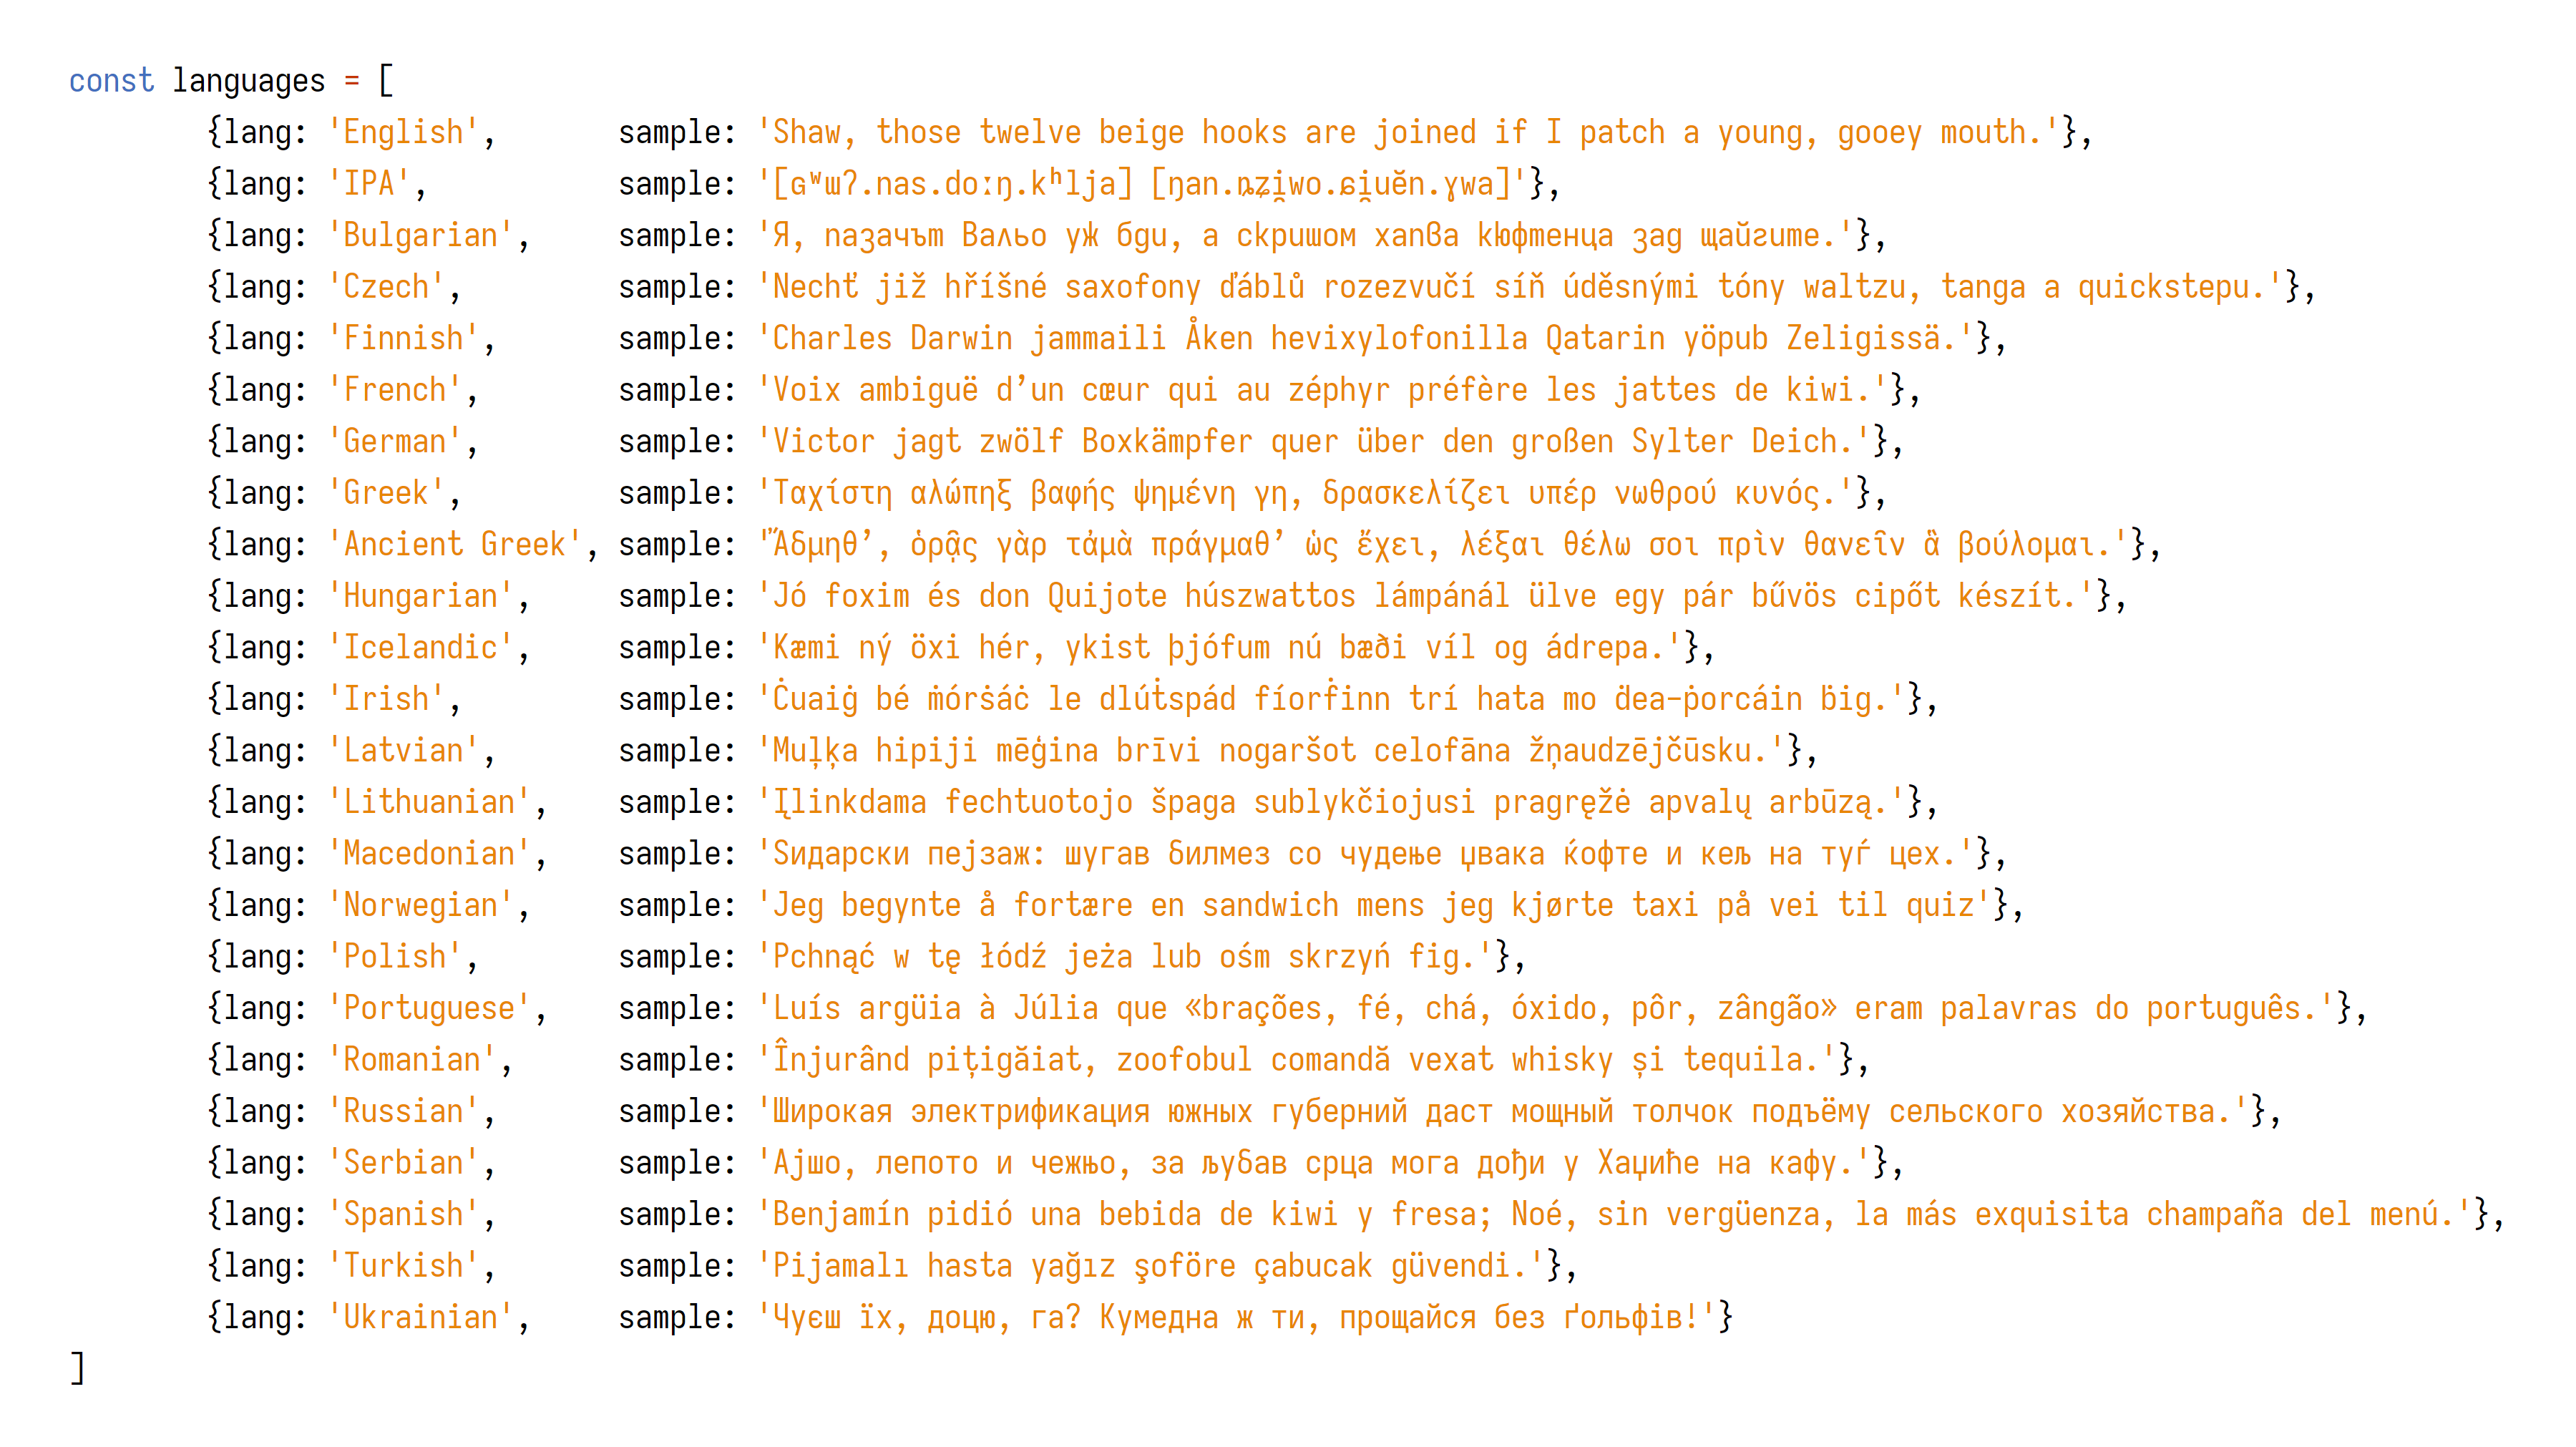 const languages = [
{lang: 'English', sample: 'Shaw, those twelve beige hooks are joined if I patch a young, gooey mouth.'},
{lang: 'IPA', sample: '[ɢʷɯʔ.nas.doːŋ.kʰlja] [ŋan.ȵʑi̯wo.ɕi̯uĕn.ɣwa]'},
{lang: 'Bulgarian', sample: 'Я, пазачът Вальо уж бди, а скришом хапва кюфтенца зад щайгите.'},
{lang: 'Czech', sample: 'Nechť již hříšné saxofony ďáblů rozezvučí síň úděsnými tóny waltzu, tanga a quickstepu.'},
{lang: 'Finnish', sample: 'Charles Darwin jammaili Åken hevixylofonilla Qatarin yöpub Zeligissä.'},
{lang: 'French', sample: 'Voix ambiguë d’un cœur qui au zéphyr préfère les jattes de kiwi.'},
{lang: 'German', sample: 'Victor jagt zwölf Boxkämpfer quer über den großen Sylter Deich.'},
{lang: 'Greek', sample: 'Ταχίστη αλώπηξ βαφής ψημένη γη, δρασκελίζει υπέρ νωθρού κυνός.'},
{lang: 'Ancient Greek', sample: 'Ἄδμηθ’, ὁρᾷς γὰρ τἀμὰ πράγμαθ’ ὡς ἔχει, λέξαι θέλω σοι πρὶν θανεῖν ἃ βούλομαι.'},
{lang: 'Hungarian', sample: 'Jó foxim és don Quijote húszwattos lámpánál ülve egy pár bűvös cipőt készít.'},
{lang: 'Icelandic', sample: 'Kæmi ný öxi hér, ykist þjófum nú bæði víl og ádrepa.'},
{lang: 'Irish', sample: 'Ċuaiġ bé ṁórṡáċ le dlúṫspád fíorḟinn trí hata mo ḋea-ṗorcáin ḃig.'},
{lang: 'Latvian', sample: 'Muļķa hipiji mēģina brīvi nogaršot celofāna žņaudzējčūsku.'},
{lang: 'Lithuanian', sample: 'Įlinkdama fechtuotojo špaga sublykčiojusi pragręžė apvalų arbūzą.'},
{lang: 'Macedonian', sample: 'Ѕидарски пејзаж: шугав билмез со чудење џвака ќофте и кељ на туѓ цех.'},
{lang: 'Norwegian', sample: 'Jeg begynte å fortære en sandwich mens jeg kjørte taxi på vei til quiz'},
{lang: 'Polish', sample: 'Pchnąć w tę łódź jeża lub ośm skrzyń fig.'},
{lang: 'Portuguese', sample: 'Luís argüia à Júlia que «brações, fé, chá, óxido, pôr, zângão» eram palavras do português.'},
{lang: 'Romanian', sample: 'Înjurând pițigăiat, zoofobul comandă vexat whisky și tequila.'},
{lang: 'Russian', sample: 'Широкая электрификация южных губерний даст мощный толчок подъёму сельского хозяйства.'},
{lang: 'Serbian', sample: 'Ајшо, лепото и чежњо, за љубав срца мога дођи у Хаџиће на кафу.'},
{lang: 'Spanish', sample: 'Benjamín pidió una bebida de kiwi y fresa; Noé, sin vergüenza, la más exquisita champaña del menú.'},
{lang: 'Turkish', sample: 'Pijamalı hasta yağız şoföre çabucak güvendi.'},
{lang: 'Ukrainian', sample: 'Чуєш їх, доцю, га? Кумедна ж ти, прощайся без ґольфів!'}
]